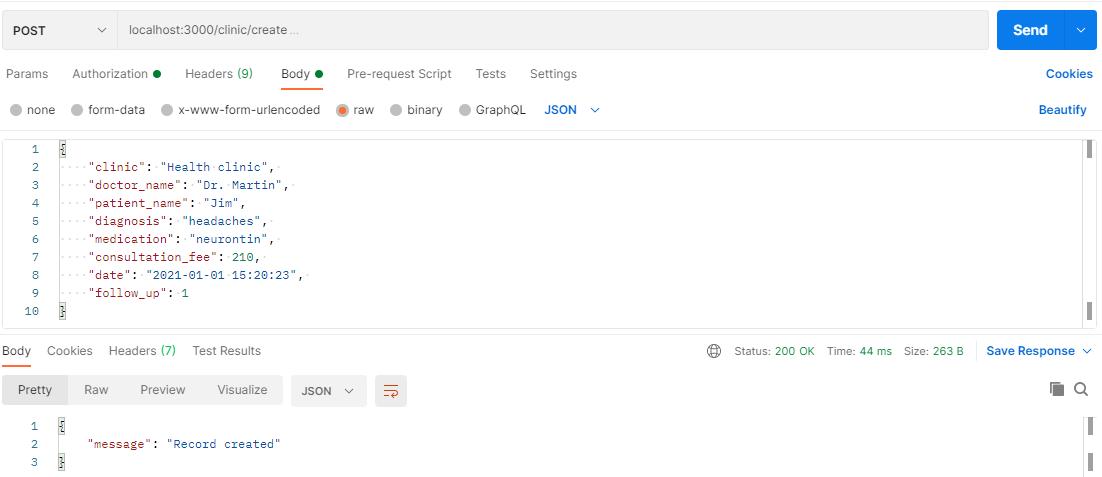 POST localhost:3000/clinic/create ... Send
Params Authorization Headers (9) Body Pre-request Script Tests Settings Cookies
none form-data x-www-form-urlencoded raw binary GraphQL JSON Beautify
1 {
2 "clinic": "Health clinic",
3 "doctor_name": "Dr. Martin",
4 "patient_name": "Jim",
5 "diagnosis": "headaches",
6 "medication": "neurontin",
7 "consultation_fee": 210,
8 "date": "2021-01-01 15:20:23",
9 "follow_up": 1
10 }
Body Cookies Headers (7) Test Results Status: 200 OK Time: 44 ms Size: 263 B Save Response
Pretty Raw Preview Visualize JSON
1 {
2 "message": "Record created"
3 }